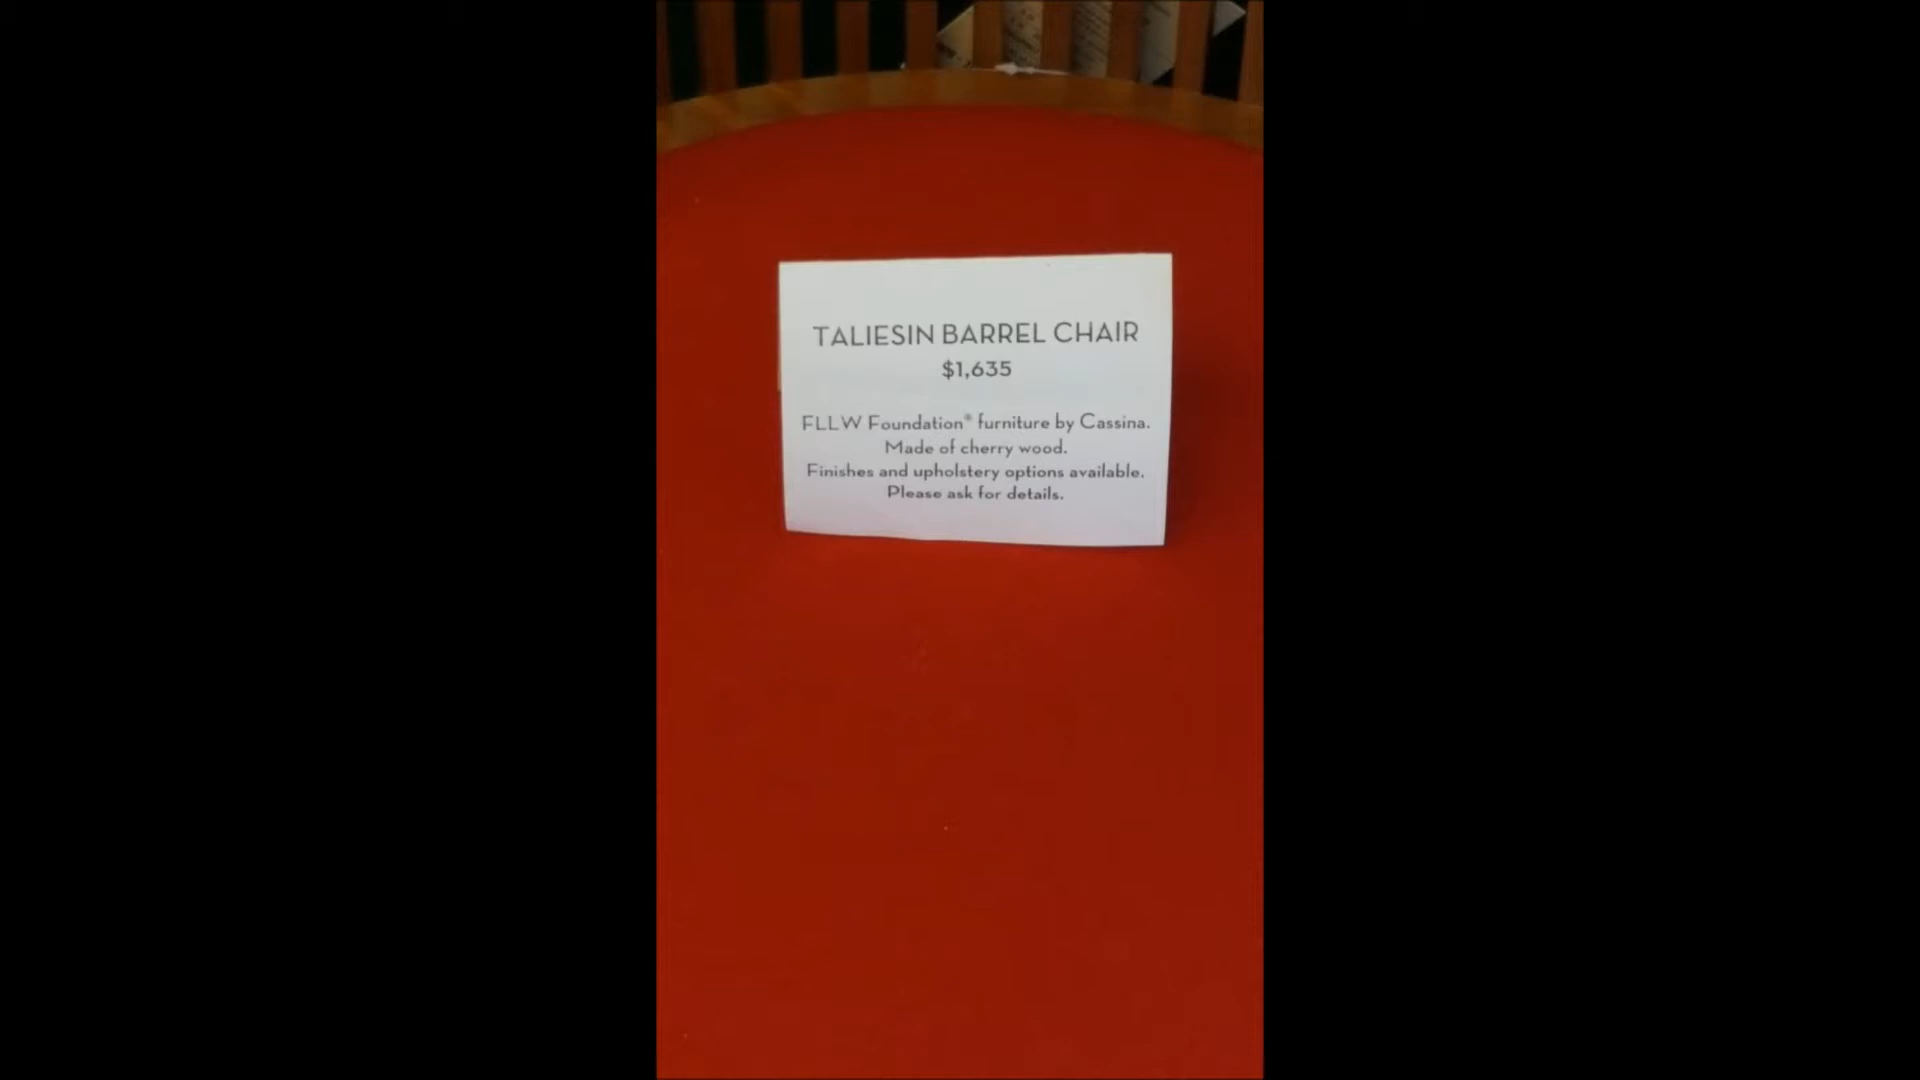 TALIESIN BARREL CHAIR
$1,635
FLLW Foundation® furniture by Cassina.
Made of cherry wood.
Finishes and upholstery options available.
Please ask for details.